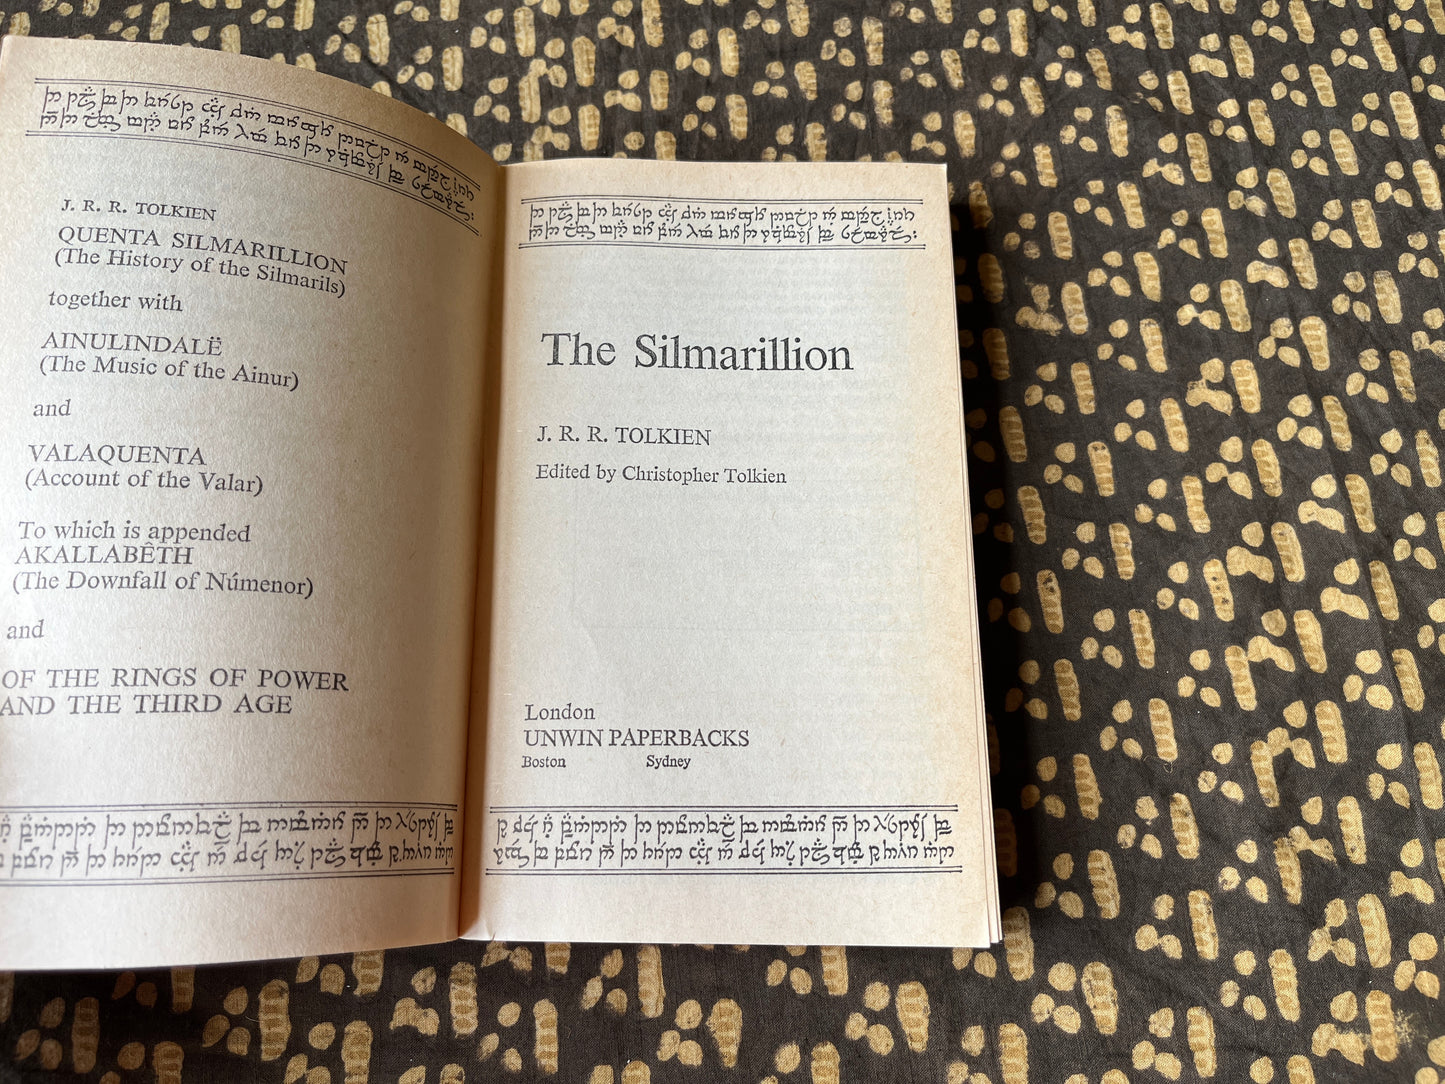 J. R. R. TOLKIEN
QUENTA SILMARILLION
(The History of the Silmarils)
together with
AINULINDALË
(The Music of the Ainur)
and
VALAQUENTA
(Account of the Valar)
To which is appended
AKALLABÊTH
(The Downfall of Númenor)
and
OF THE RINGS OF POWER
AND THE THIRD AGE
The Silmarillion
J. R. R. TOLKIEN
Edited by Christopher Tolkien
London
UNWIN PAPERBACKS
Boston Sydney